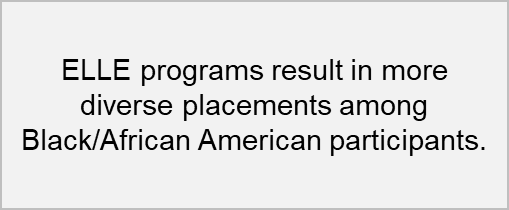 ELLE programs result in more
diverse placements among
Black/African American participants.